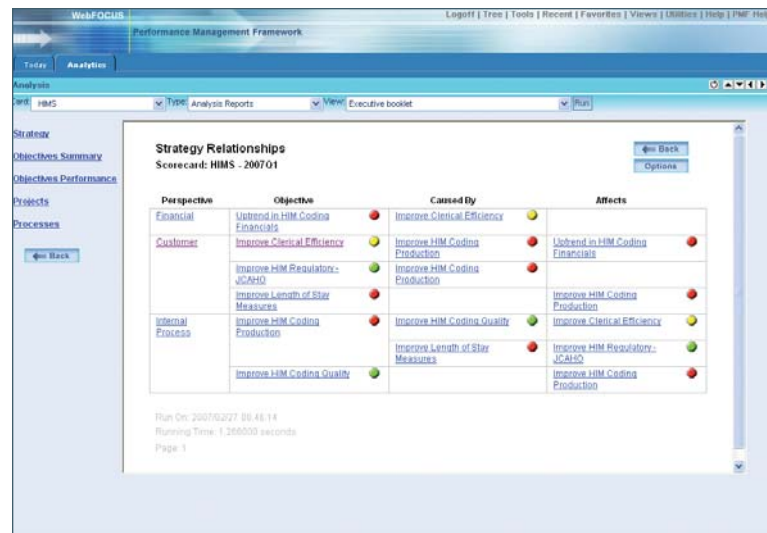 WebFOCUS
Logoff | Tree | Tools | Recent | Favorites | Views | Utilities | Help | PMF Help
Performance Management Framework
Today Analytics
Analysis
Card: HIMS Type: Analysis Reports View: Executive booklet Run
Strategy
Objectives Summary
Objectives Performance
Projects
Processes
Back
Strategy Relationships
Scorecard: HIMS - 2007Q1
Back
Options
Perspective Objective Caused By Affects
Financial Uptrend in HIM Coding Improve Clerical Efficiency
Financials
Customer Improve Clerical Efficiency Improve HIM Coding Uptrend in HIM Coding
Production Financials
Improve HIM Regulatory - Improve HIM Coding
JCAHO Production
Improve Length of Stay Improve HIM Coding
Measures Production
Internal Improve HIM Coding Improve HIM Coding Quality Improve Clerical Efficiency
Process Production
Improve Length of Stay Improve HIM Regulatory -
Measures JCAHO
Improve HIM Coding Quality Improve HIM Coding
Production
Run On: 2007/02/27 08.46.14
Running Time: 1.266000 seconds
Page: 1